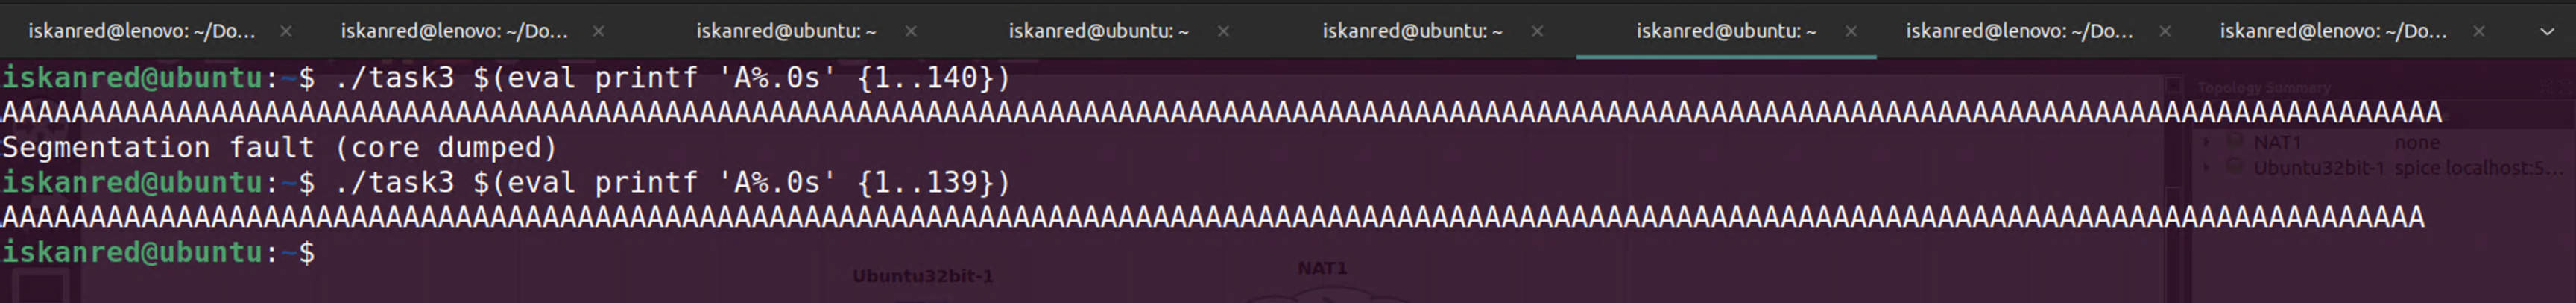 iskanred@lenovo: ~/Do... × iskanred@lenovo: ~/Do... × iskanred@ubuntu: ~ × iskanred@ubuntu: ~ × iskanred@ubuntu: ~ × iskanred@ubuntu: ~ × iskanred@lenovo: ~/Do... × iskanred@lenovo: ~/Do... ×
iskanred@ubuntu:~$ ./task3 $(eval printf 'A%.0s' {1..140})
AAAAAAAAAAAAAAAAAAAAAAAAAAAAAAAAAAAAAAAAAAAAAAAAAAAAAAAAAAAAAAAAAAAAAAAAAAAAAAAAAAAAAAAAAAAAAAAAAAAAAAAAAAAAAAAAAAAAAAAAAAAAAAAAAAAAAAAAAAAA
Segmentation fault (core dumped)
iskanred@ubuntu:~$ ./task3 $(eval printf 'A%.0s' {1..139})
AAAAAAAAAAAAAAAAAAAAAAAAAAAAAAAAAAAAAAAAAAAAAAAAAAAAAAAAAAAAAAAAAAAAAAAAAAAAAAAAAAAAAAAAAAAAAAAAAAAAAAAAAAAAAAAAAAAAAAAAAAAAAAAAAAAAAAAAAAA
iskanred@ubuntu:~$
Topology Summary
NAT1 none
Ubuntu32bit-1 spice localhost:5...
Ubuntu32bit-1
NAT1